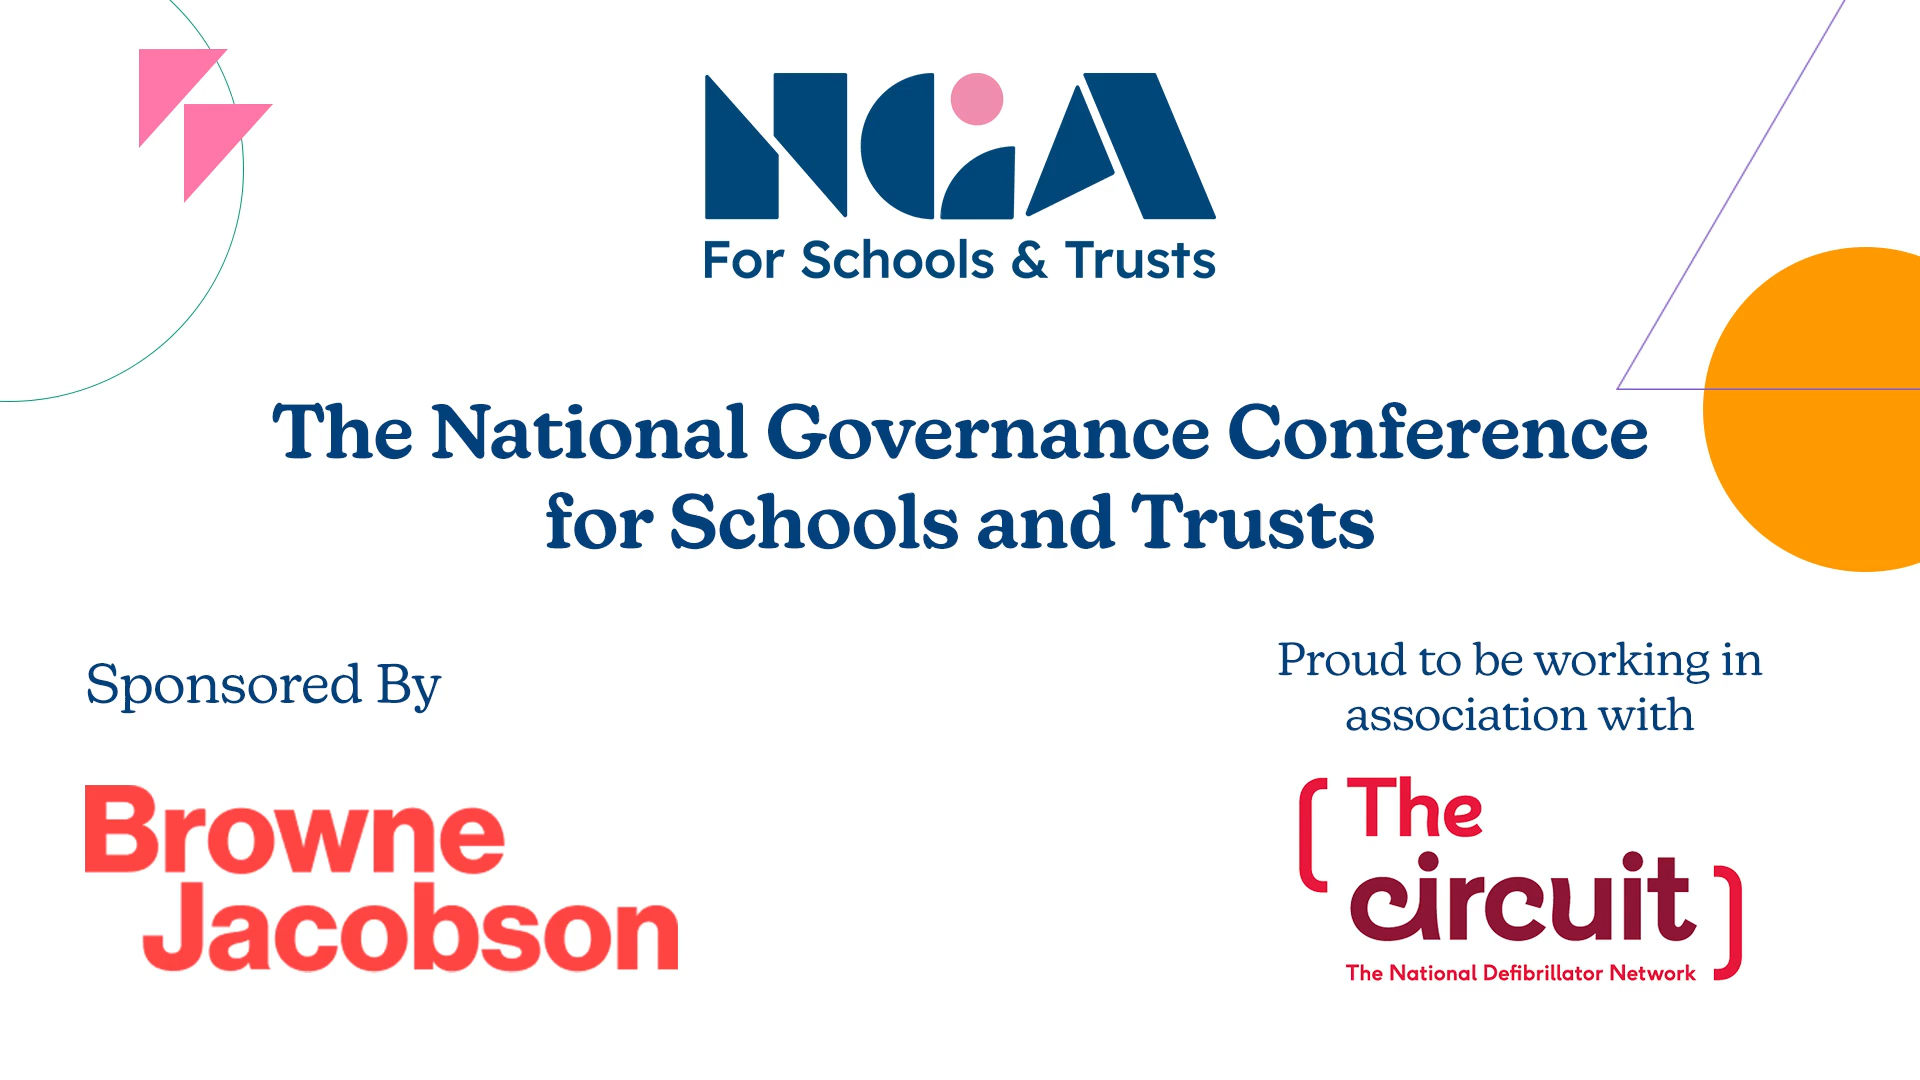 NGA
For Schools & Trusts
The National Governance Conference
for Schools and Trusts
Sponsored By
Browne
Jacobson
Proud to be working in
association with
The
circuit
The National Defibrillator Network